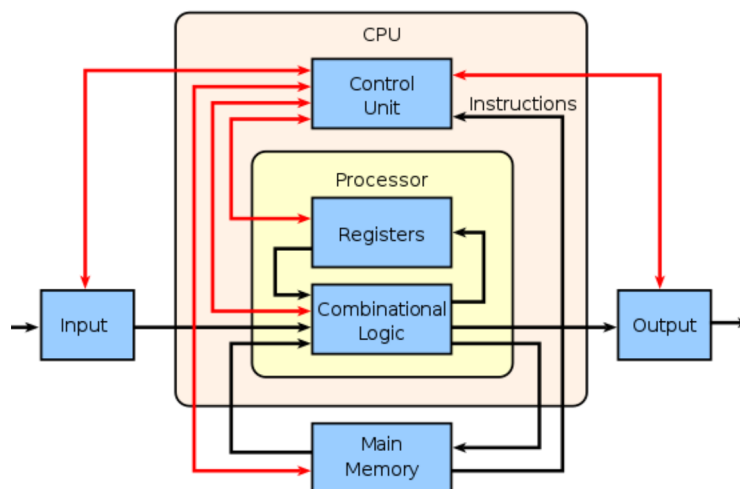 CPU
Control
Unit
Instructions
Processor
Registers
Input
Combinational
Logic
Output
Main
Memory